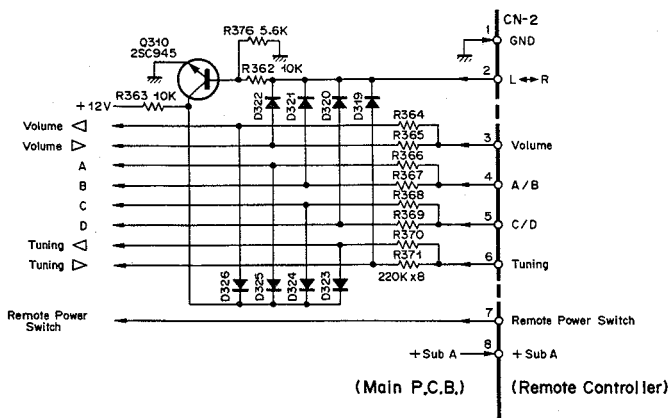 CN-2
R376 5.6K
Q310
2SC945
1
GND
R362 10K
2
L ↔ R
+12V R363 10K
D322
D321
D320
D319
Volume ◁
R364
Volume ▷
R365
3
Volume
A
R366
B
R367
4
A/B
C
R368
D
R369
5
C/D
Tuning ◁
R370
Tuning ▷
R371
6
Tuning
220K x8
D326
D325
D324
D323
Remote Power
Switch
7
Remote Power Switch
8
+Sub A
+Sub A
(Main P.C.B.)
(Remote Controller)